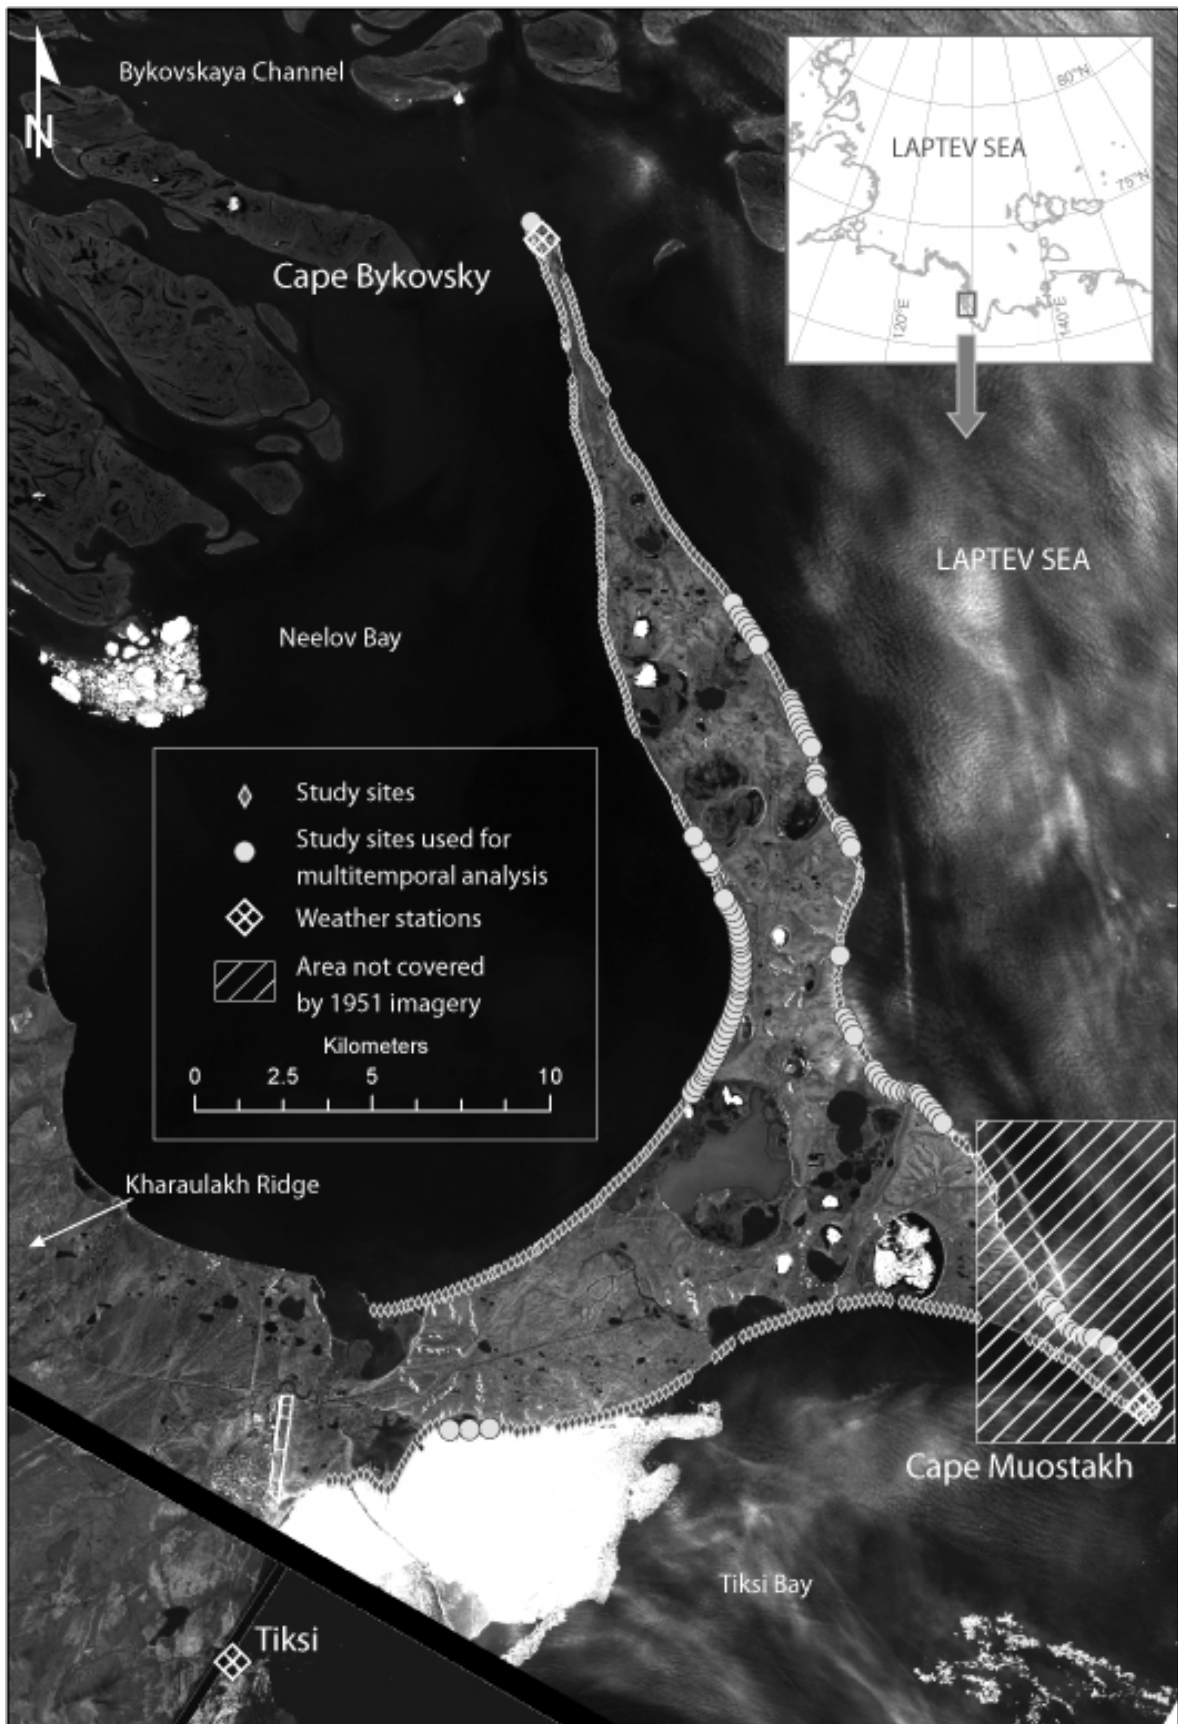 N
Bykovskaya Channel
80°N
LAPTEV SEA
75°N
120°E
140°E
Cape Bykovsky
LAPTEV SEA
Neelov Bay
Study sites
Study sites used for
multitemporal analysis
Weather stations
Area not covered
by 1951 imagery
Kilometers
0 2.5 5 10
Kharaulakh Ridge
Cape Muostakh
Tiksi Bay
Tiksi